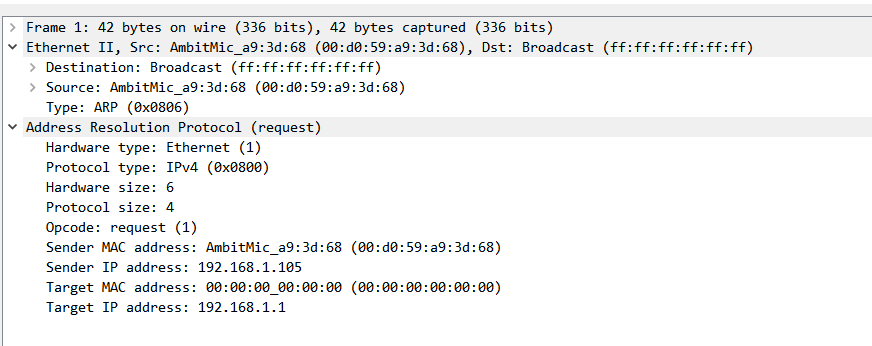 Frame 1: 42 bytes on wire (336 bits), 42 bytes captured (336 bits)
Ethernet II, Src: AmbitMic_a9:3d:68 (00:d0:59:a9:3d:68), Dst: Broadcast (ff:ff:ff:ff:ff:ff)
Destination: Broadcast (ff:ff:ff:ff:ff:ff)
Source: AmbitMic_a9:3d:68 (00:d0:59:a9:3d:68)
Type: ARP (0x0806)
Address Resolution Protocol (request)
Hardware type: Ethernet (1)
Protocol type: IPv4 (0x0800)
Hardware size: 6
Protocol size: 4
Opcode: request (1)
Sender MAC address: AmbitMic_a9:3d:68 (00:d0:59:a9:3d:68)
Sender IP address: 192.168.1.105
Target MAC address: 00:00:00_00:00:00 (00:00:00:00:00:00)
Target IP address: 192.168.1.1